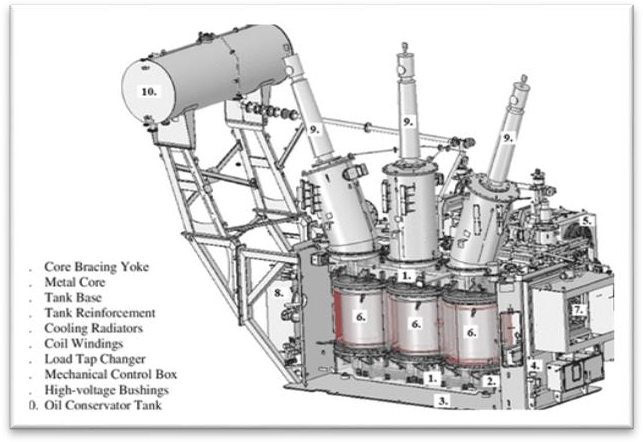 10.
9.
9.
9.
5.
1.
8.
6.
6.
6.
7.
1.
2.
4.
3.
. Core Bracing Yoke
. Metal Core
. Tank Base
. Tank Reinforcement
. Cooling Radiators
. Coil Windings
. Load Tap Changer
. Mechanical Control Box
. High-voltage Bushings
0. Oil Conservator Tank